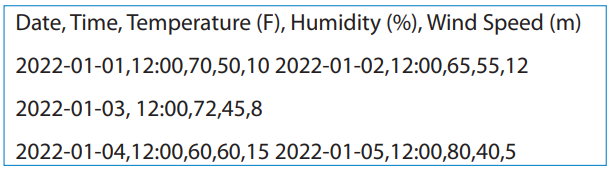 Date, Time, Temperature (F), Humidity (%), Wind Speed (m)
2022-01-01,12:00,70,50,10 2022-01-02,12:00,65,55,12
2022-01-03, 12:00,72,45,8
2022-01-04,12:00,60,60,15 2022-01-05,12:00,80,40,5